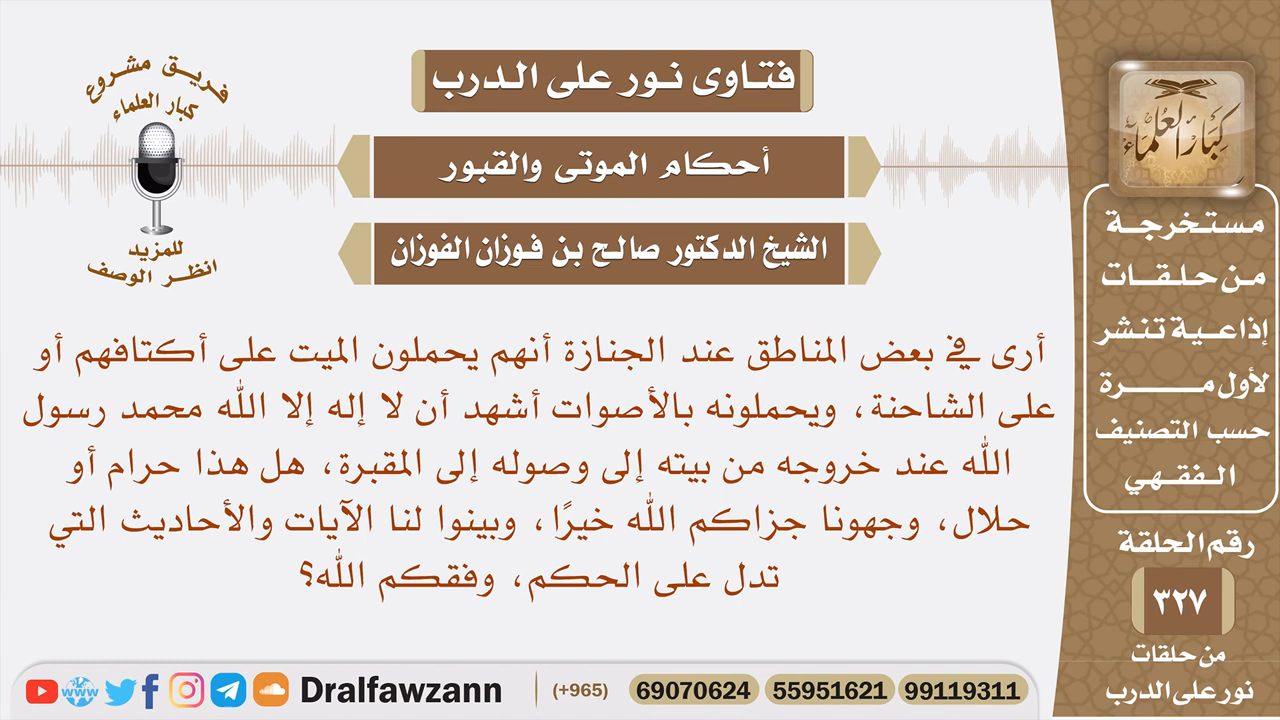 فريق مشروع
كبار العلماء
للمزيد
انظر الوصف
فتاوى نور على الدرب
أحكام الموتى والقبور
الشيخ الدكتور صالح بن فوزان الفوزان
أرى في بعض المناطق عند الجنازة أنهم يحملون الميت على أكتافهم أو
على الشاحنة، ويحملونه بالأصوات أشهد أن لا إله إلا الله محمد رسول
الله عند خروجه من بيته إلى وصوله إلى المقبرة، هل هذا حرام أو
حلال، وجهونا جزاكم الله خيرًا، وبينوا لنا الآيات والأحاديث التي
تدل على الحكم، وفقكم الله؟
كبار العلماء
مستخرجة
من حلقات
إذاعية تنشر
لأول مرة
حسب التصنيف
الفقهي
رقم الحلقة
٣٢٧
من حلقات
نور على الدرب
www Dralfawzann (+965) 69070624 55951621 99119311